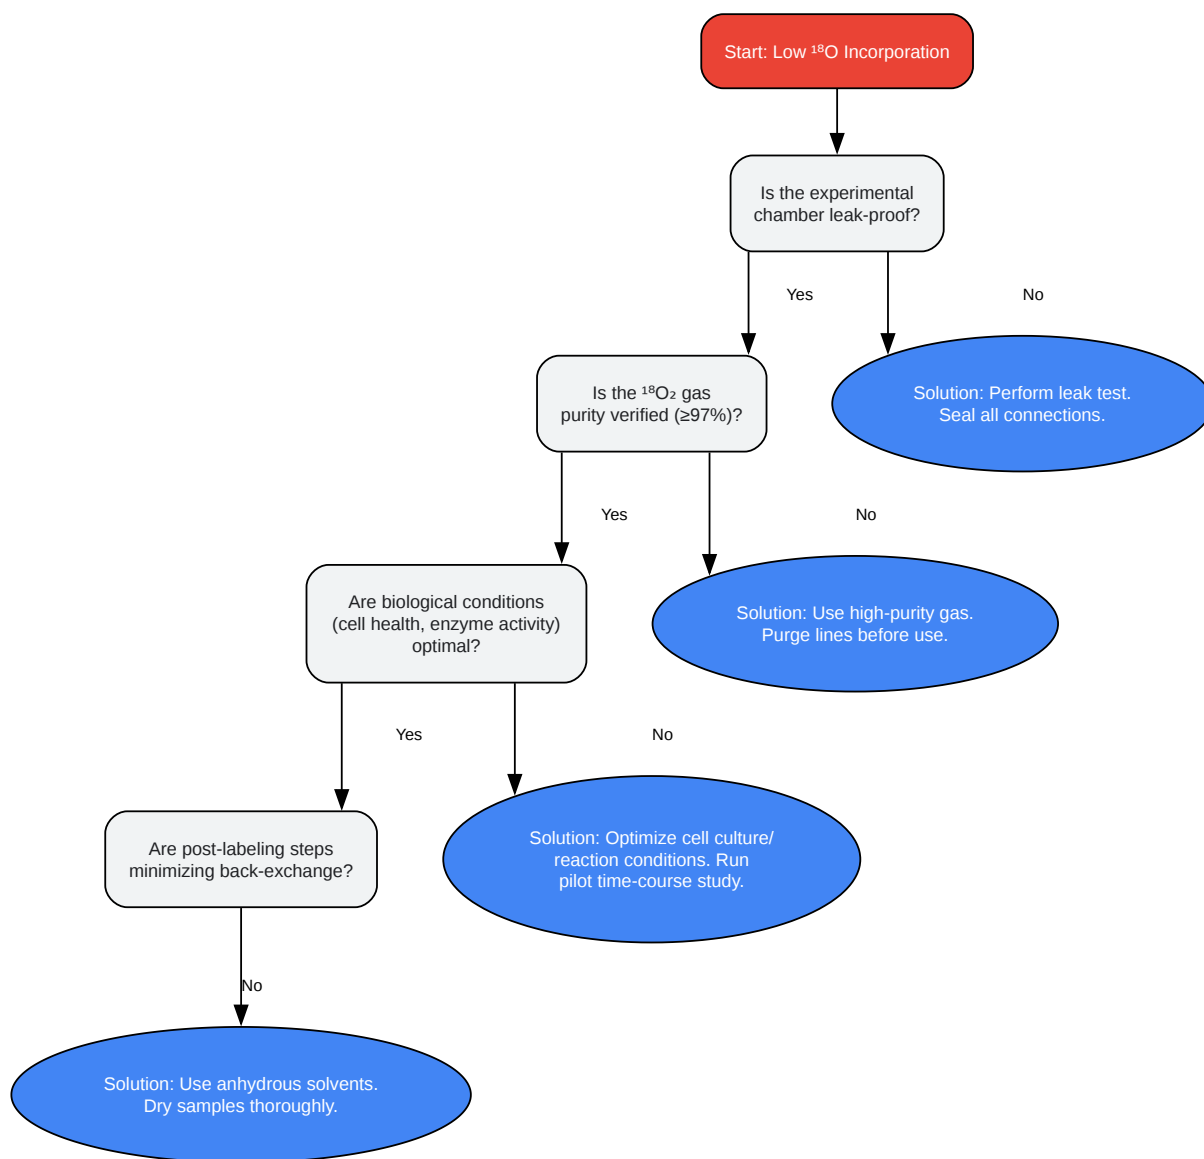 Start: Low ¹⁸O Incorporation
Is the experimental
chamber leak-proof?
Yes
No
Is the ¹⁸O₂ gas
purity verified (≥97%)?
Solution: Perform leak test.
Seal all connections.
Yes
No
Are biological conditions
(cell health, enzyme activity)
optimal?
Solution: Use high-purity gas.
Purge lines before use.
Yes
No
Are post-labeling steps
minimizing back-exchange?
Solution: Optimize cell culture/
reaction conditions. Run
pilot time-course study.
No
Solution: Use anhydrous solvents.
Dry samples thoroughly.